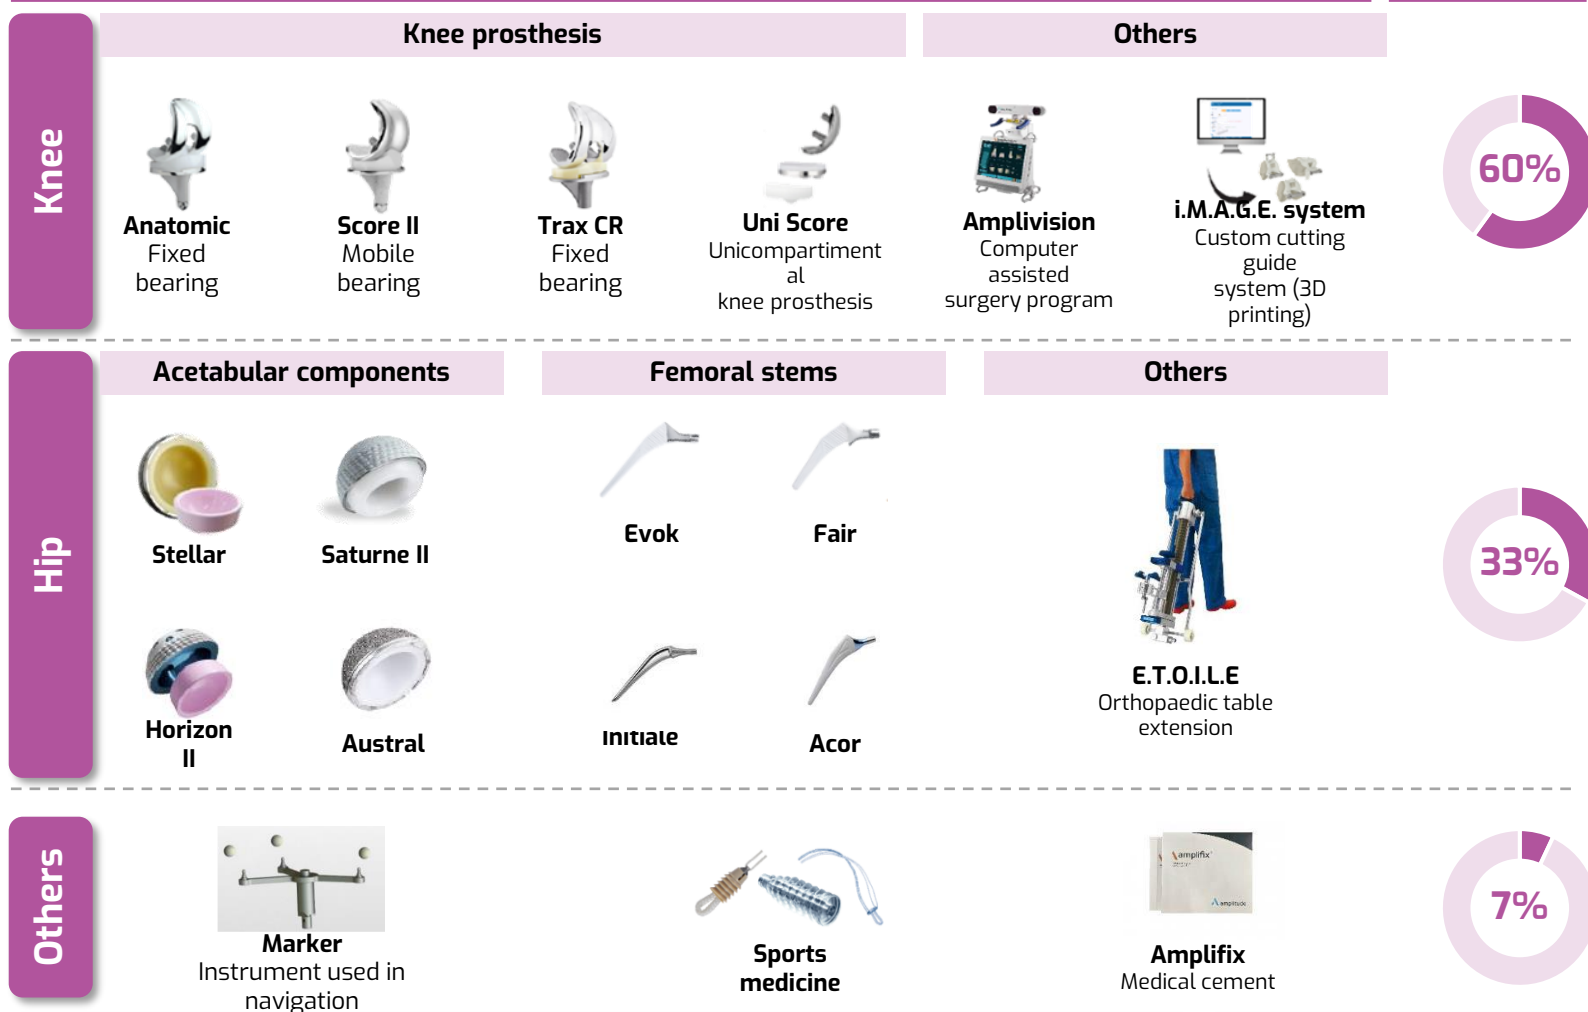 Knee
Knee prosthesis
Others
Anatomic
Fixed
bearing
Score II
Mobile
bearing
Trax CR
Fixed
bearing
Uni Score
Unicompartiment
al
knee prosthesis
Amplivision
Computer
assisted
surgery program
i.M.A.G.E. system
Custom cutting
guide
system (3D
printing)
60%
Hip
Acetabular components
Femoral stems
Others
Stellar
Saturne II
Evok
Fair
Horizon
II
Austral
Initiale
Acor
E.T.O.I.L.E
Orthopaedic table
extension
33%
Others
Marker
Instrument used in
navigation
Sports
medicine
amplifix
amplitude
Amplifix
Medical cement
7%